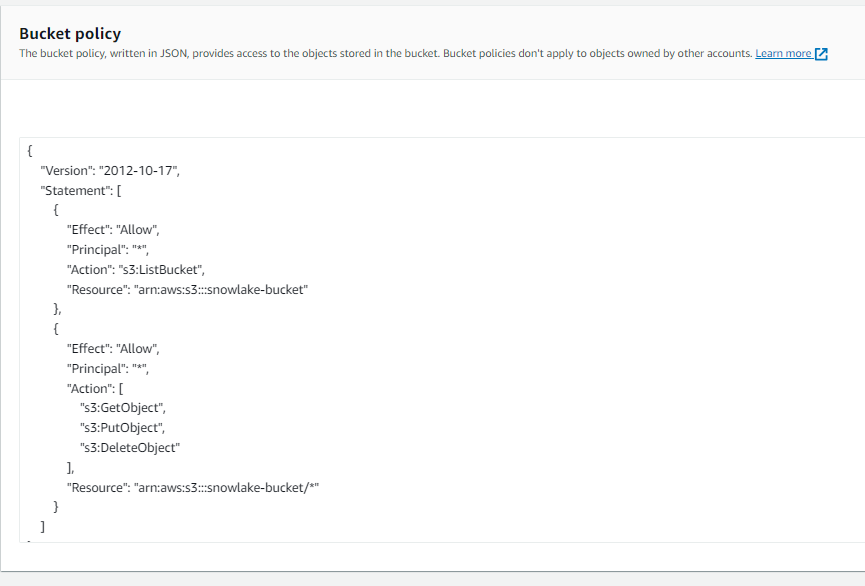 Bucket policy
The bucket policy, written in JSON, provides access to the objects stored in the bucket. Bucket policies don't apply to objects owned by other accounts. Learn more
{
"Version": "2012-10-17",
"Statement": [
{
"Effect": "Allow",
"Principal": "*",
"Action": "s3:ListBucket",
"Resource": "arn:aws:s3:::snowlake-bucket"
},
{
"Effect": "Allow",
"Principal": "*",
"Action": [
"s3:GetObject",
"s3:PutObject",
"s3:DeleteObject"
],
"Resource": "arn:aws:s3:::snowlake-bucket/*"
}
]